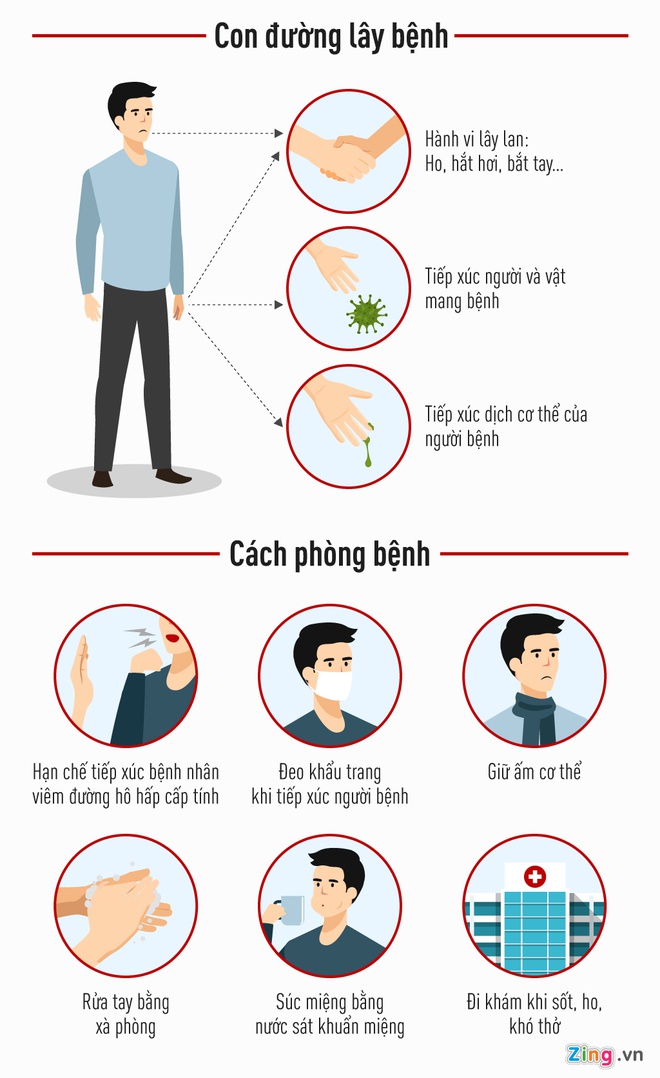 Con đường lây bệnh
Hành vi lây lan:
Ho, hắt hơi, bắt tay...
Tiếp xúc người và vật
mang bệnh
Tiếp xúc dịch cơ thể của
người bệnh
Cách phòng bệnh
Hạn chế tiếp xúc bệnh nhân
viêm đường hô hấp cấp tính
Đeo khẩu trang
khi tiếp xúc người bệnh
Giữ ấm cơ thể
Rửa tay bằng
xà phòng
Súc miệng bằng
nước sát khuẩn miệng
Đi khám khi sốt, ho,
khó thở
Zing.vn